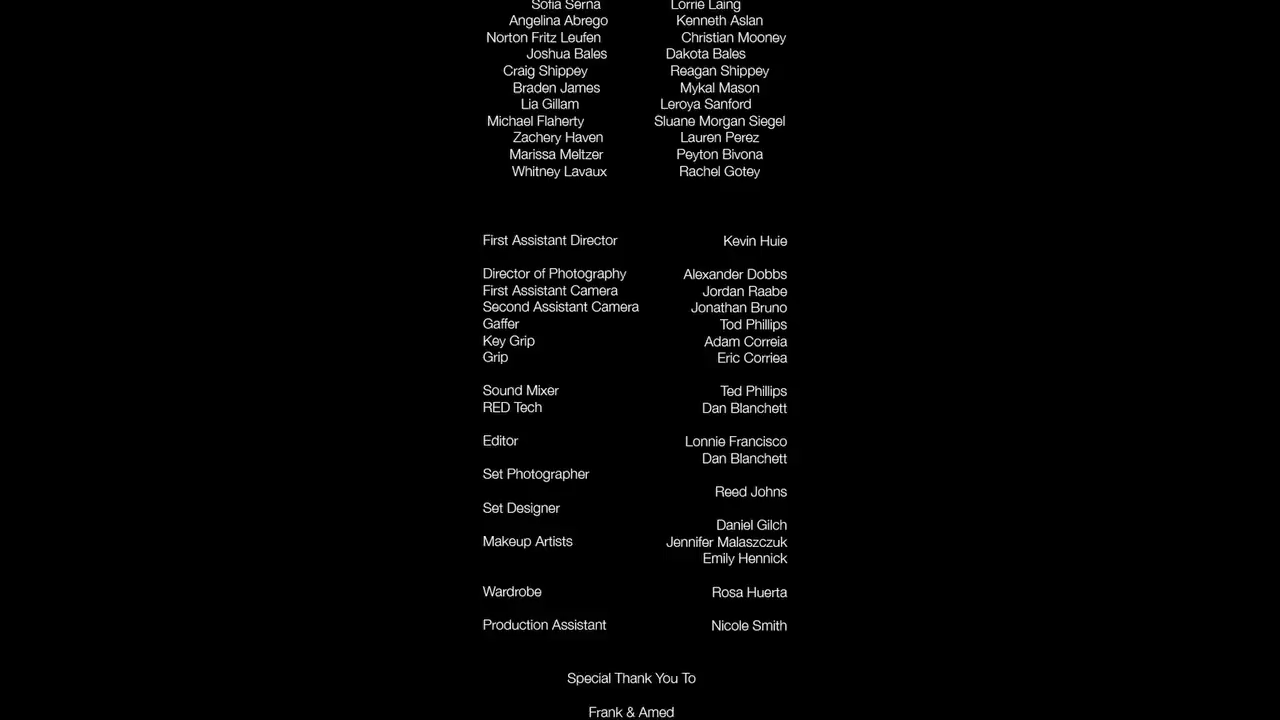 Sofia Serna Lorrie Laing
Angelina Abrego Kenneth Aslan
Norton Fritz Leufen Christian Mooney
Joshua Bales Dakota Bales
Craig Shippey Reagan Shippey
Braden James Mykal Mason
Lia Gillam Leroya Sanford
Michael Flaherty Sluane Morgan Siegel
Zachery Haven Lauren Perez
Marissa Meltzer Peyton Bivona
Whitney Lavaux Rachel Gotey
First Assistant Director Kevin Huie
Director of Photography Alexander Dobbs
First Assistant Camera Jordan Raabe
Second Assistant Camera Jonathan Bruno
Gaffer Tod Phillips
Key Grip Adam Correia
Grip Eric Corriea
Sound Mixer Ted Phillips
RED Tech Dan Blanchett
Editor Lonnie Francisco
Dan Blanchett
Set Photographer
Reed Johns
Set Designer
Daniel Gilch
Makeup Artists Jennifer Malaszczuk
Emily Hennick
Wardrobe Rosa Huerta
Production Assistant Nicole Smith
Special Thank You To
Frank & Amed